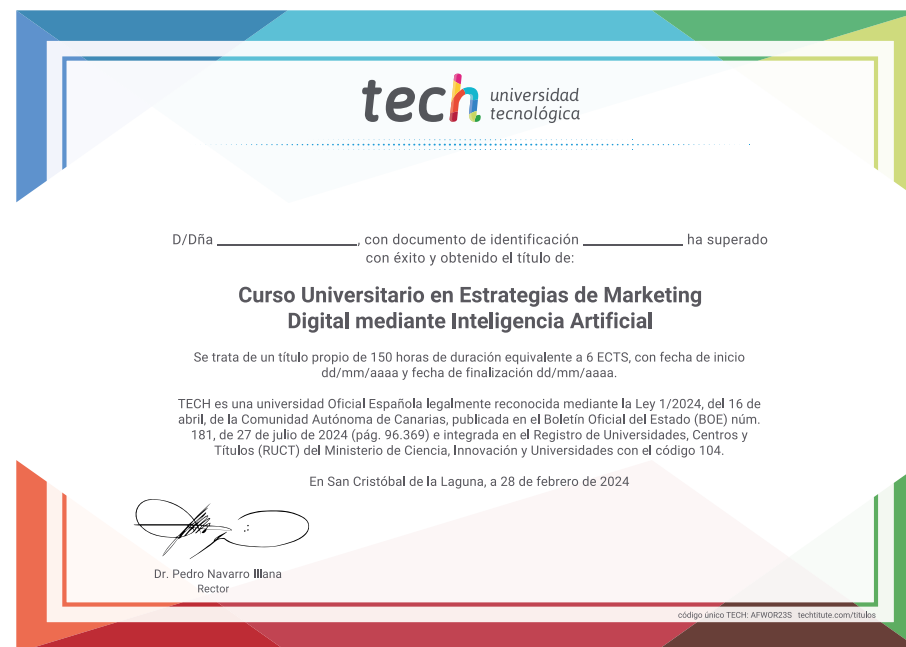 tech universidad
tecnológica
D/Dña ____________, con documento de identificación ____________ ha superado
con éxito y obtenido el título de:
Curso Universitario en Estrategias de Marketing
Digital mediante Inteligencia Artificial
Se trata de un título propio de 150 horas de duración equivalente a 6 ECTS, con fecha de inicio
dd/mm/aaaa y fecha de finalización dd/mm/aaaa.
TECH es una universidad Oficial Española legalmente reconocida mediante la Ley 1/2024, del 16 de
abril, de la Comunidad Autónoma de Canarias, publicada en el Boletín Oficial del Estado (BOE) núm.
181, de 27 de julio de 2024 (pág. 96.369) e integrada en el Registro de Universidades, Centros y
Títulos (RUCT) del Ministerio de Ciencia, Innovación y Universidades con el código 104.
En San Cristóbal de la Laguna, a 28 de febrero de 2024
Dr. Pedro Navarro Illana
Rector
código único TECH: AFWOR23S techtitute.com/titulos